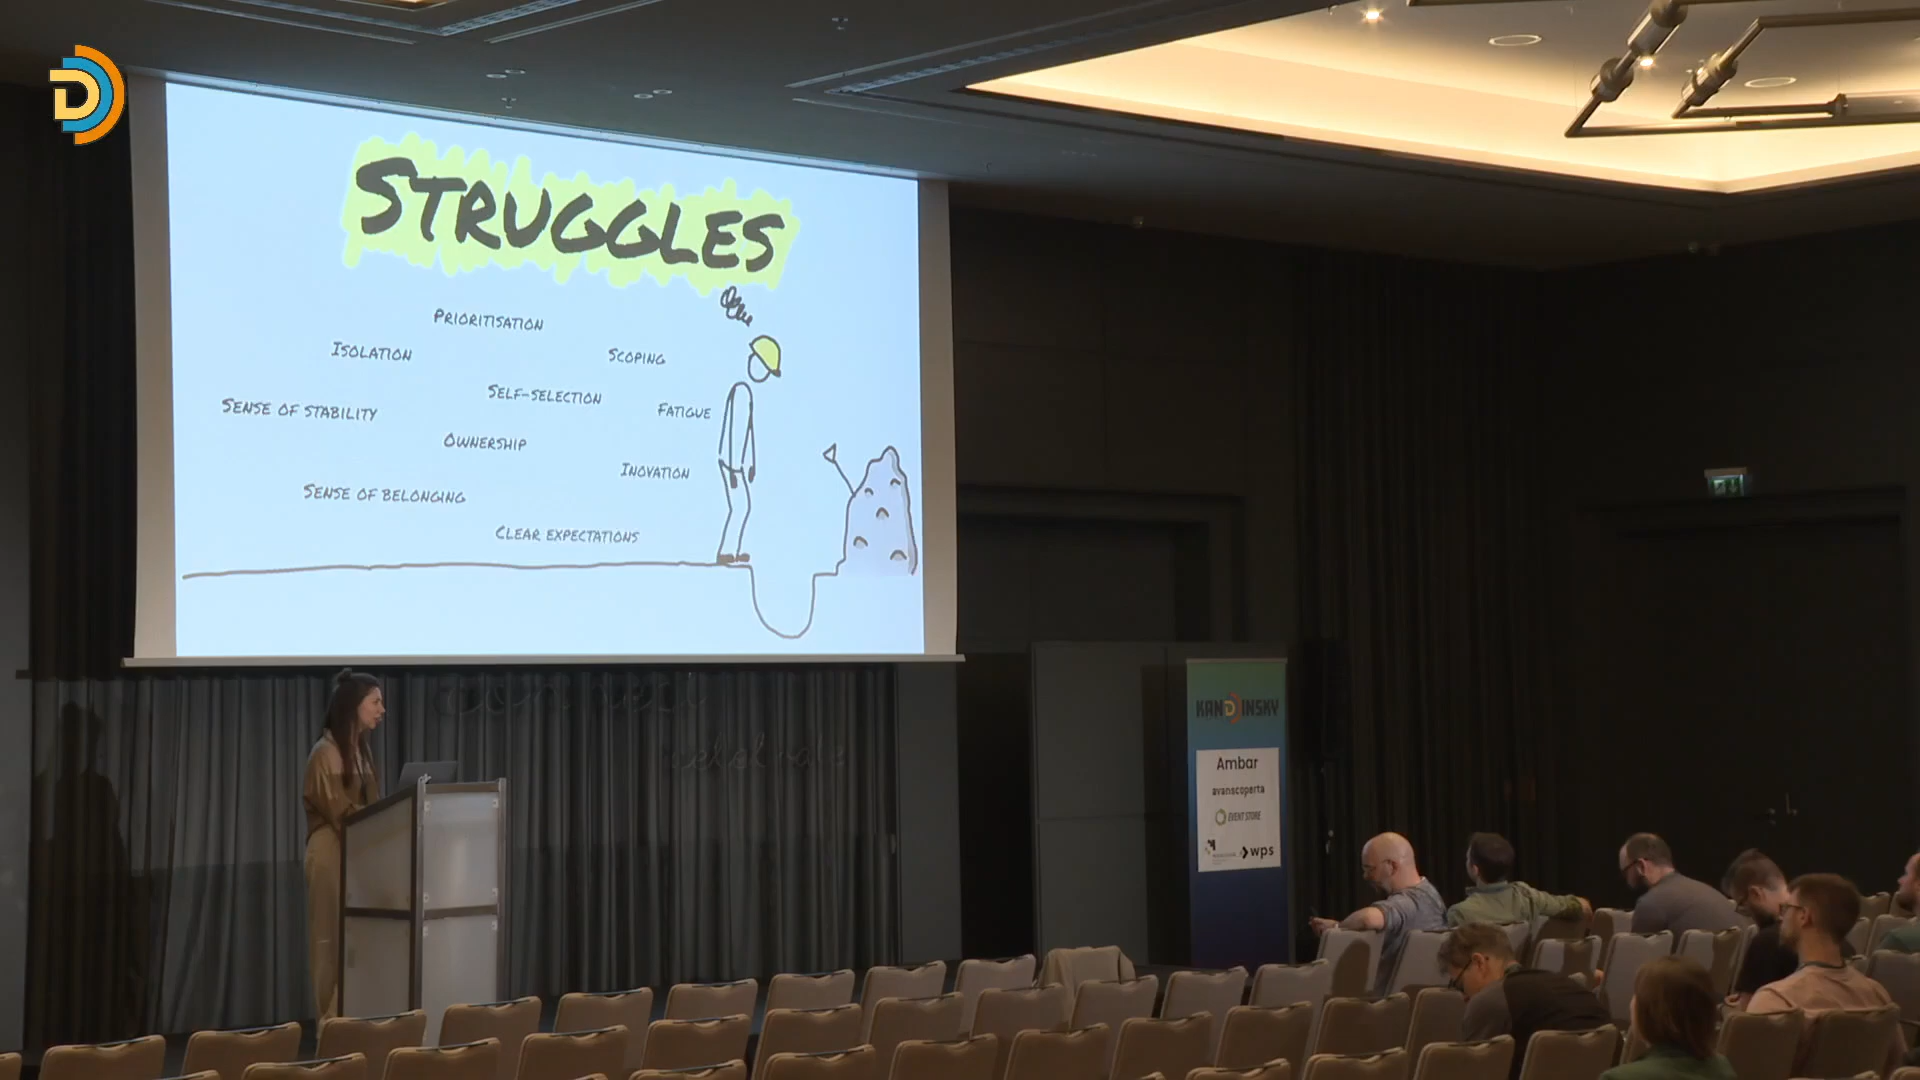 D
STRUGGLES
PRIORITISATION
ISOLATION
SCOPING
SELF-SELECTION
SENSE OF STABILITY
FATIGUE
OWNERSHIP
INOVATION
SENSE OF BELONGING
CLEAR EXPECTATIONS
KANDDINSKY
Ambar
avanscoperta
EVENT STORE
wps